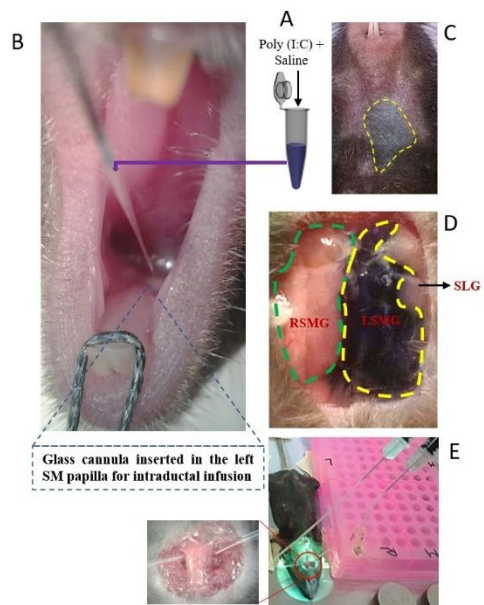 A
Poly (I:C) +
Saline
B
C
D
RSMG
LSMG
SLG
Glass cannula inserted in the left
SM papilla for intraductal infusion
E